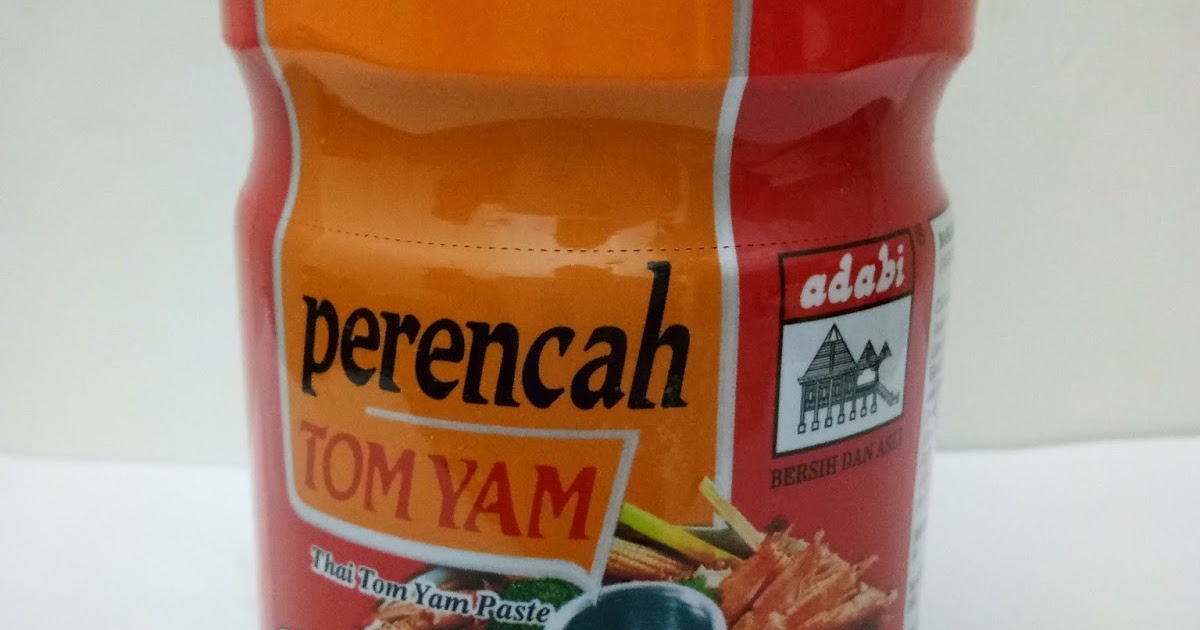 perencah
TOM YAM
Thai Tom Yam Paste
adabi
BERSIH DAN ASLI